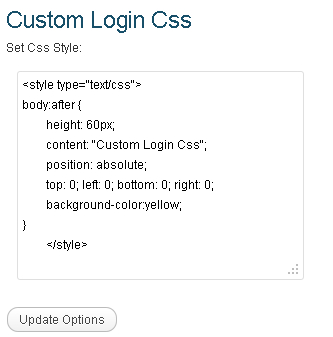 Custom Login Css
Set Css Style:
<style type="text/css">
body:after {
height: 60px;
content: "Custom Login Css";
position: absolute;
top: 0; left: 0; bottom: 0; right: 0;
background-color:yellow;
}
</style>
Update Options